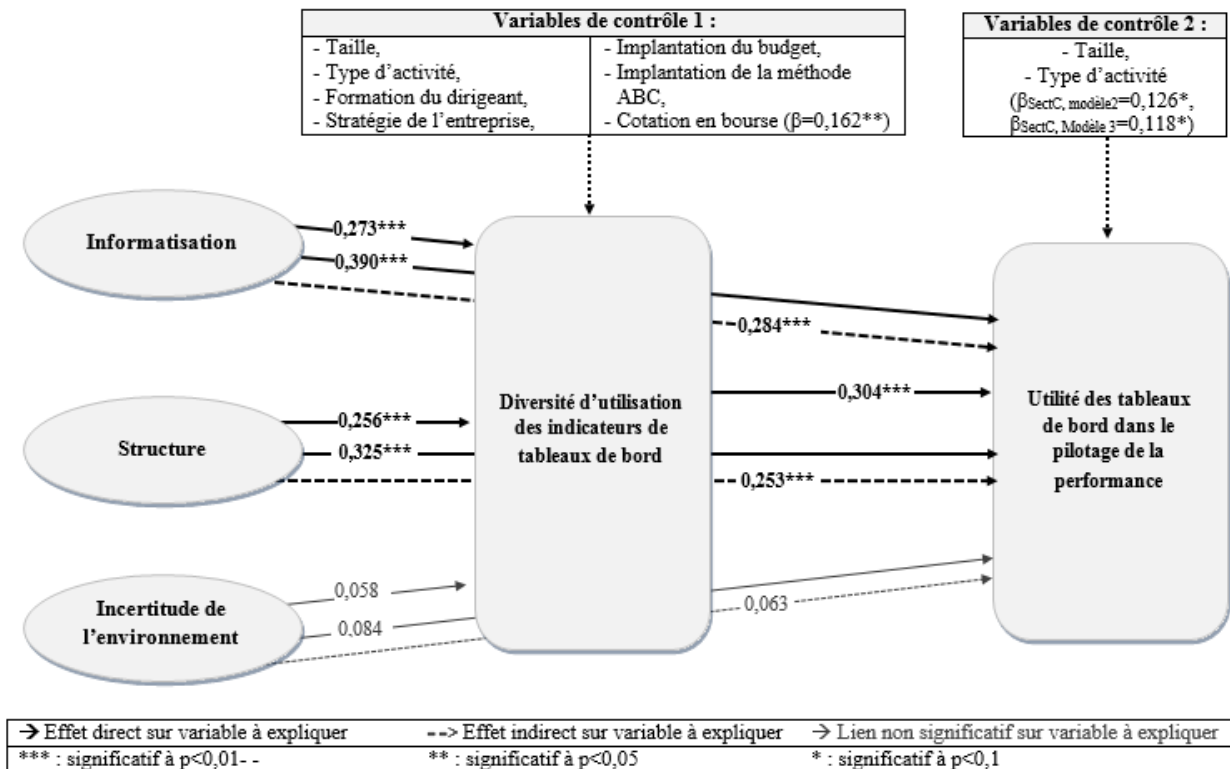 Variables de contrôle 1 :
- Taille,
- Type d'activité,
- Formation du dirigeant,
- Stratégie de l'entreprise,
- Implantation du budget,
- Implantation de la méthode
ABC,
- Cotation en bourse (β=0,162**)
Variables de contrôle 2 :
- Taille,
- Type d'activité
(βSectC, modèle2=0,126*,
βSectC, Modèle 3=0,118*)
Informatisation
0,273***
0,390***
0,284***
Structure
0,256***
0,325***
0,304***
0,253***
Diversité d'utilisation
des indicateurs de
tableaux de bord
Utilité des tableaux
de bord dans le
pilotage de la
performance
Incertitude de
l'environnement
0,058
0,084
0,063
→ Effet direct sur variable à expliquer
--> Effet indirect sur variable à expliquer
→ Lien non significatif sur variable à expliquer
*** : significatif à p<0,01- -
** : significatif à p<0,05
* : significatif à p<0,1